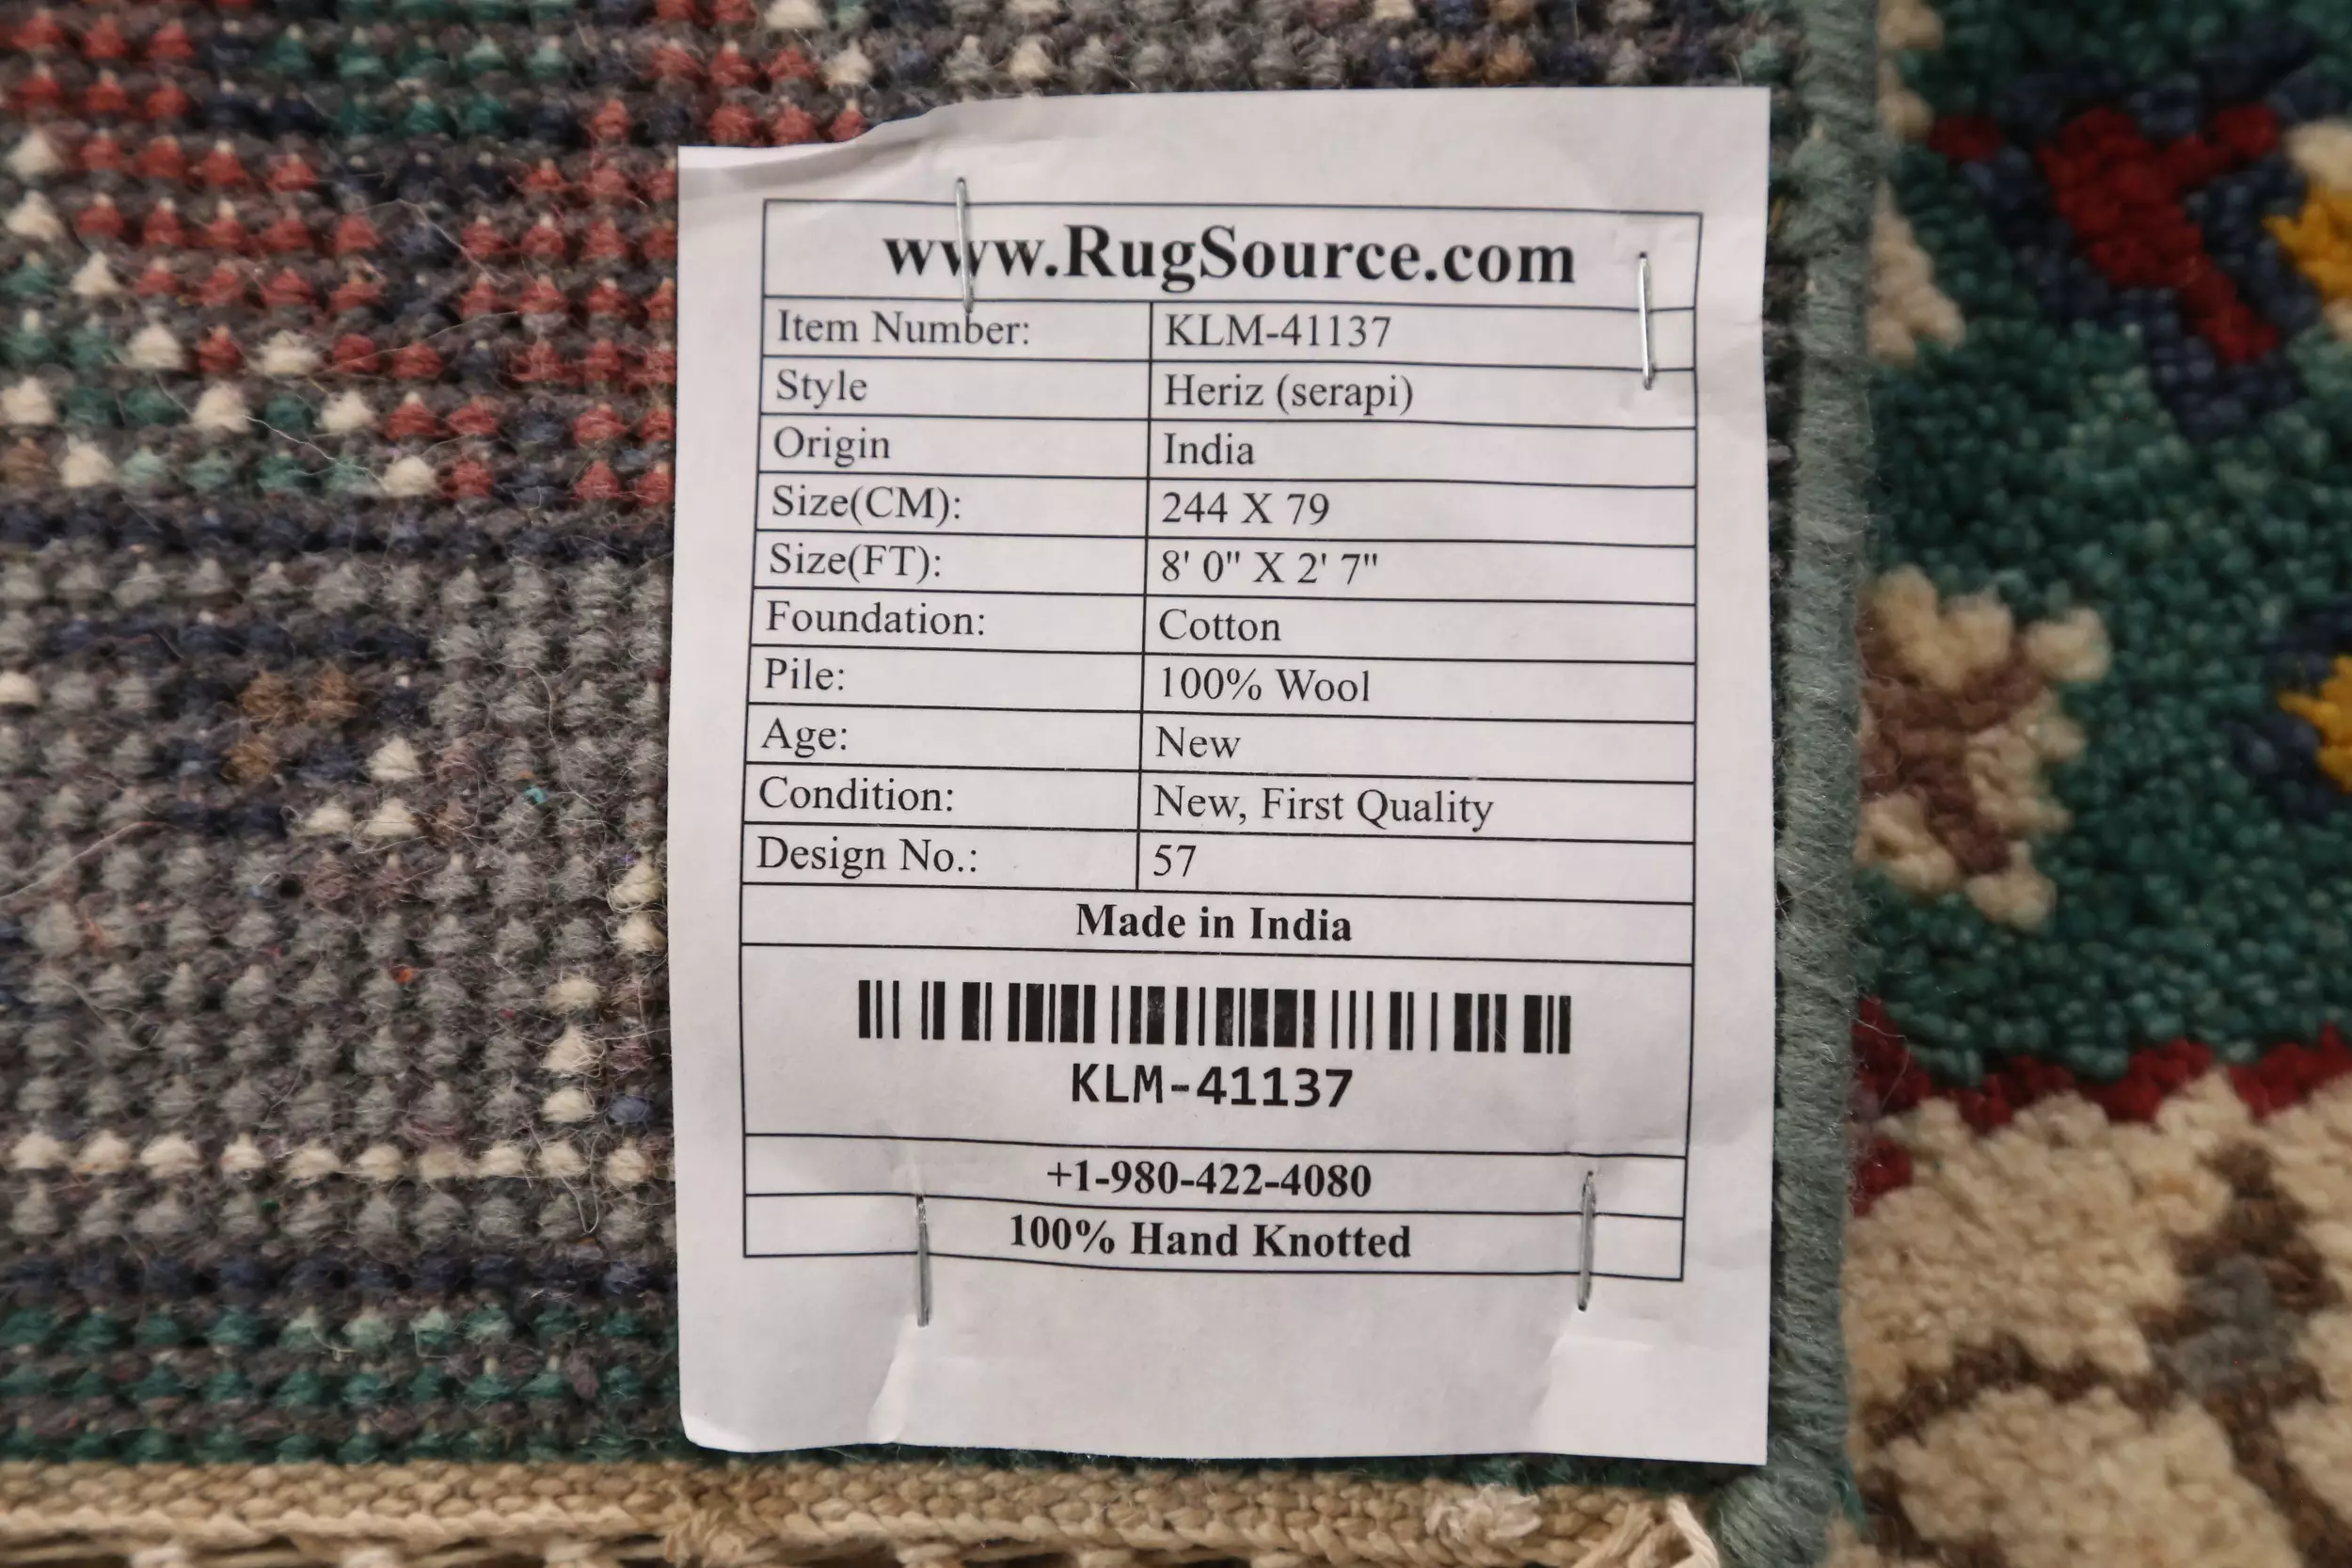 www.RugSource.com
Item Number: KLM-41137
Style Heriz (serapi)
Origin India
Size(CM): 244 X 79
Size(FT): 8' 0" X 2' 7"
Foundation: Cotton
Pile: 100% Wool
Age: New
Condition: New, First Quality
Design No.: 57
Made in India
KLM-41137
+1-980-422-4080
100% Hand Knotted